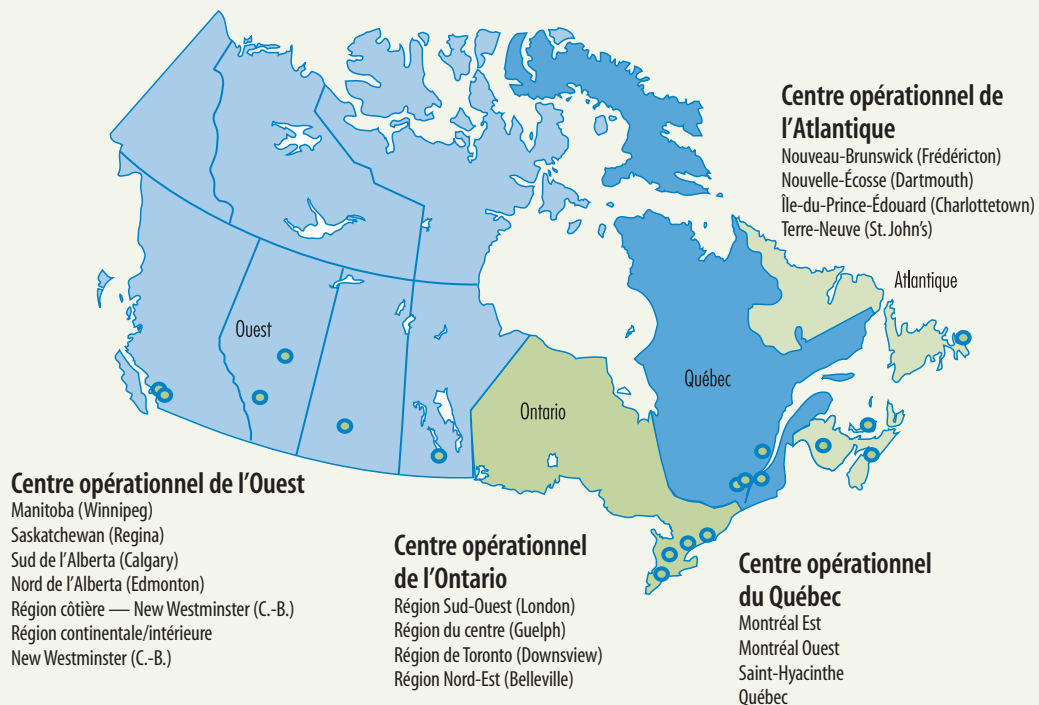 Centre opérationnel de
l'Atlantique
Nouveau-Brunswick (Frédéricton)
Nouvelle-Écosse (Dartmouth)
Île-du-Prince-Édouard (Charlottetown)
Terre-Neuve (St. John's)
Atlantique
Ouest
Québec
Ontario
Centre opérationnel de l'Ouest
Manitoba (Winnipeg)
Saskatchewan (Regina)
Sud de l'Alberta (Calgary)
Nord de l'Alberta (Edmonton)
Région côtière — New Westminster (C.-B.)
Région continentale/intérieure
New Westminster (C.-B.)
Centre opérationnel
de l'Ontario
Région Sud-Ouest (London)
Région du centre (Guelph)
Région de Toronto (Downsview)
Région Nord-Est (Belleville)
Centre opérationnel
du Québec
Montréal Est
Montréal Ouest
Saint-Hyacinthe
Québec